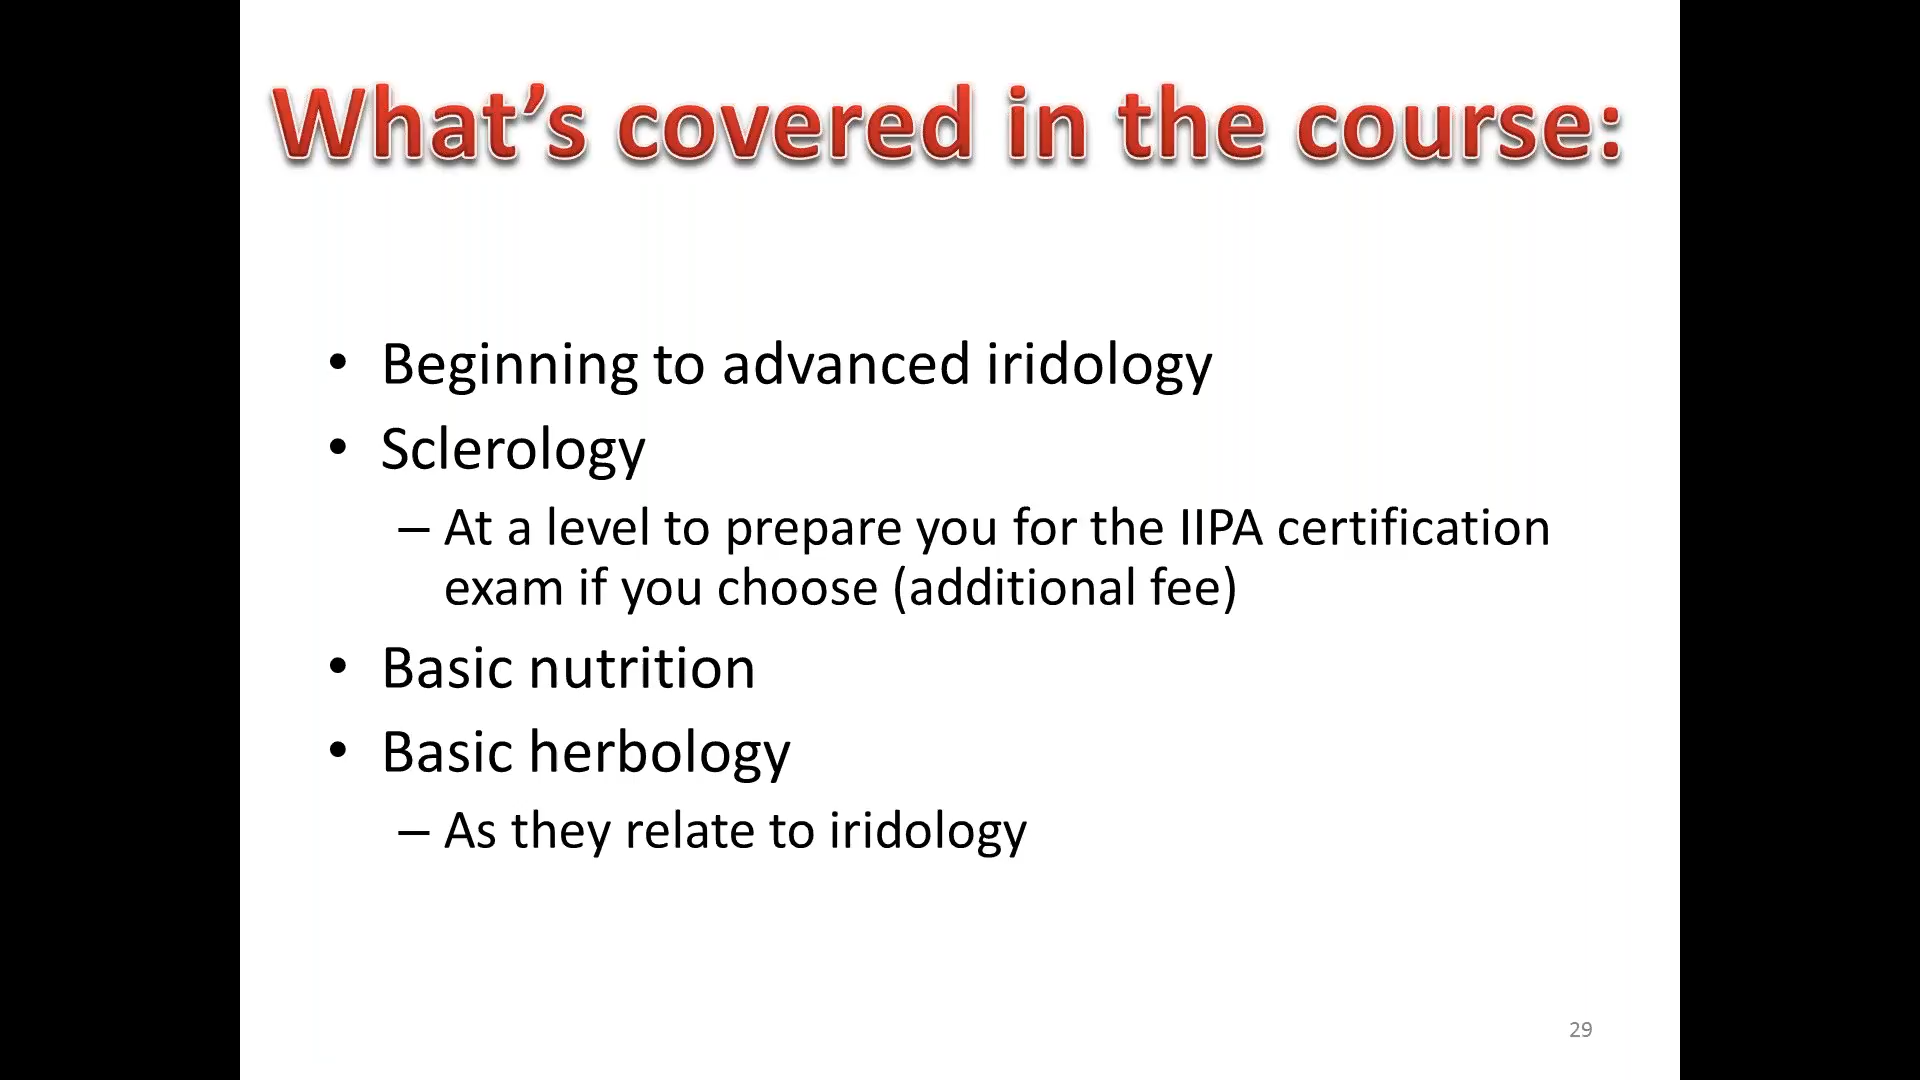 What's covered in the course:
• Beginning to advanced iridology
• Sclerology
– At a level to prepare you for the IIPA certification
exam if you choose (additional fee)
• Basic nutrition
• Basic herbology
– As they relate to iridology
29